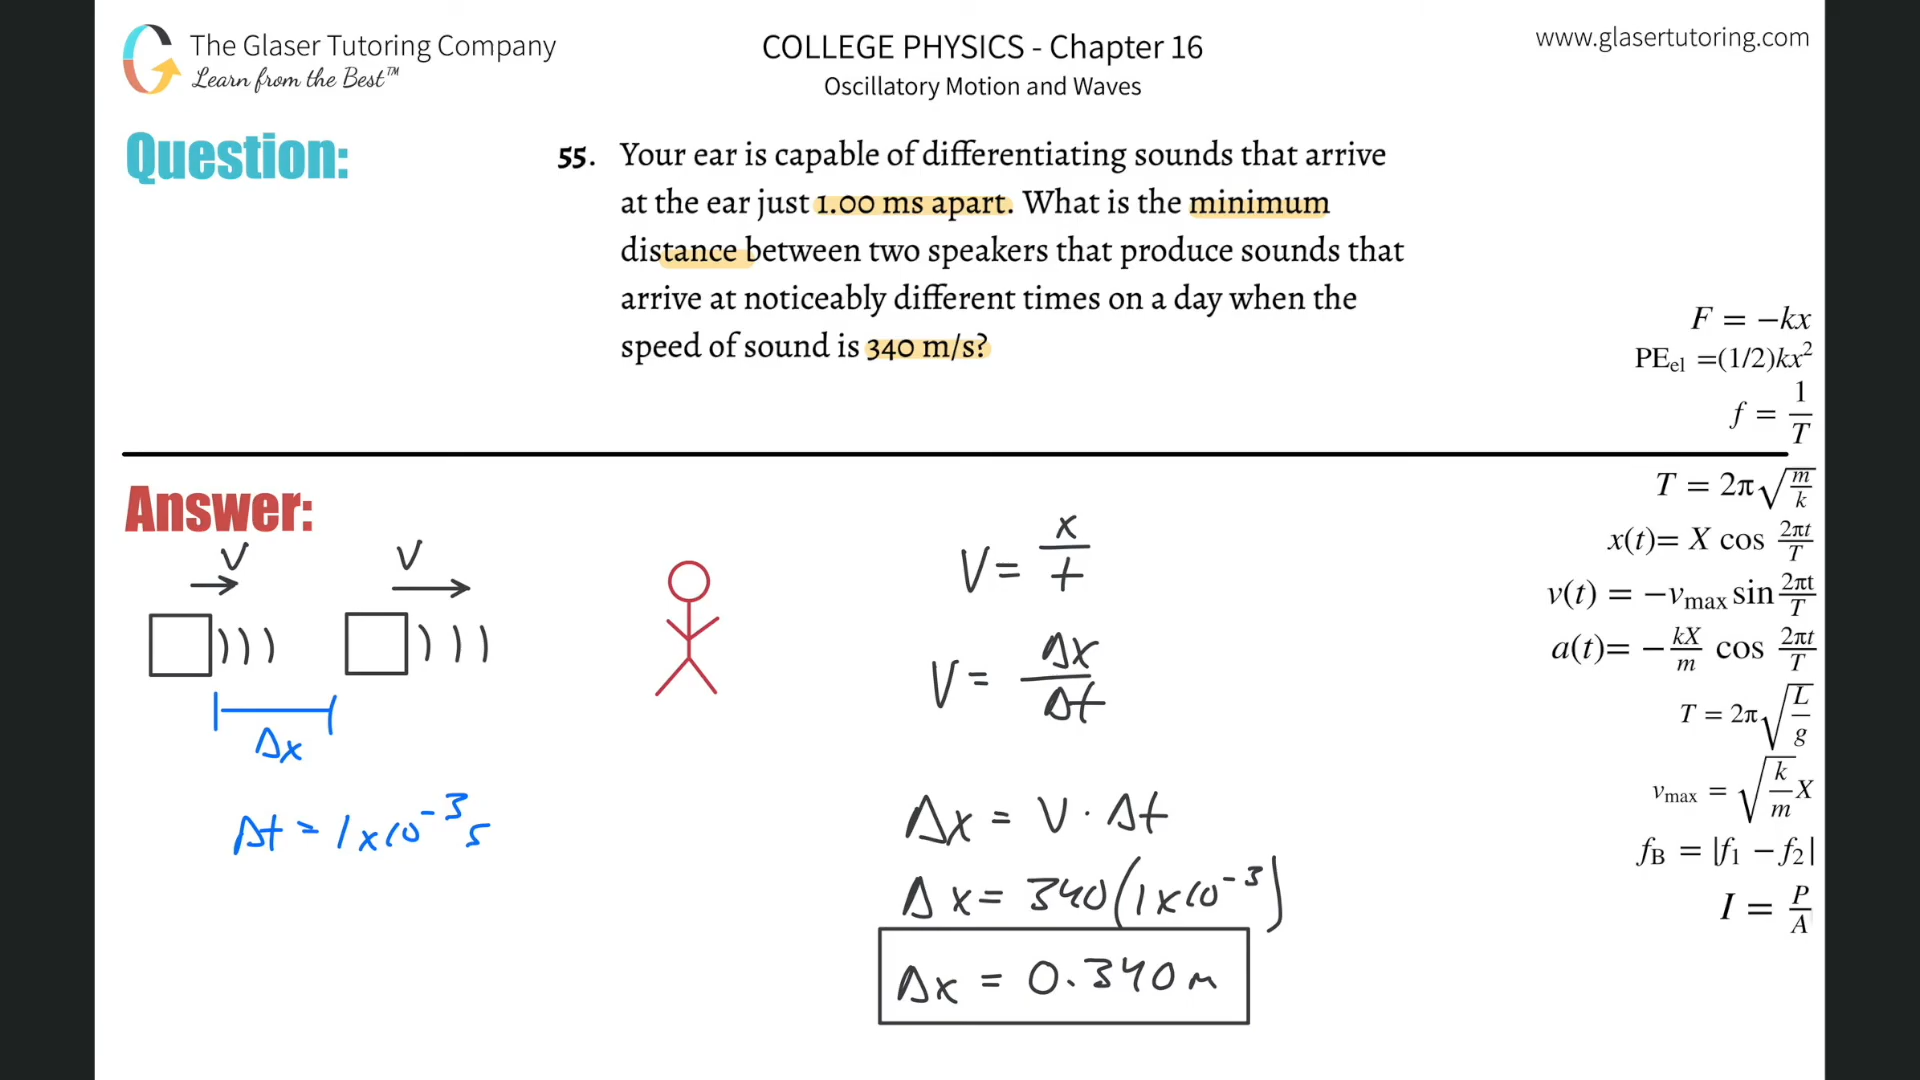 The Glaser Tutoring Company
Learn from the Best™
COLLEGE PHYSICS - Chapter 16
Oscillatory Motion and Waves
www.glasertutoring.com
Question:
55. Your ear is capable of differentiating sounds that arrive
at the ear just 1.00 ms apart. What is the minimum
distance between two speakers that produce sounds that
arrive at noticeably different times on a day when the
speed of sound is 340 m/s?
F = −kx
PEel =(1/2)kx²
f = 1/T
Answer:
V V
Δx
Δt = 1x10⁻³s
V = x/t
V = Δx/Δt
Δx = V · Δt
Δx = 340(1x10⁻³)
Δx = 0.340m
T = 2π√(m/k)
x(t)= X cos 2πt/T
v(t) = −vmax sin 2πt/T
a(t)= − kX/m cos 2πt/T
T = 2π√(L/g)
vmax = √(k/m)X
fB = |f1 − f2|
I = P/A